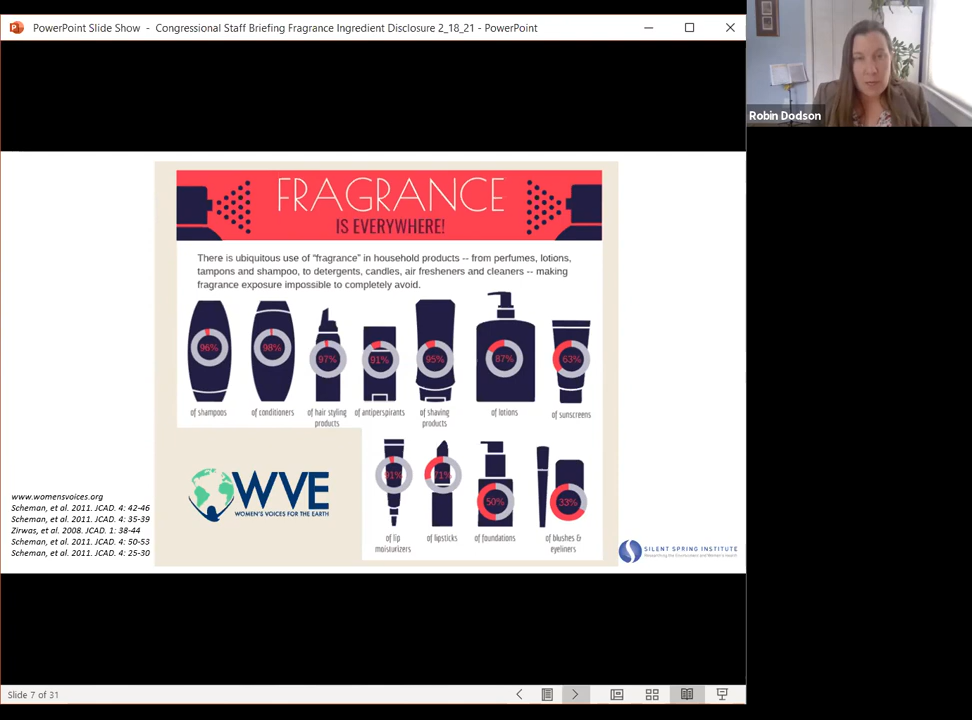 PowerPoint Slide Show - Congressional Staff Briefing Fragrance Ingredient Disclosure 2_18_21 - PowerPoint
Robin Dodson
FRAGRANCE
IS EVERYWHERE!
There is ubiquitous use of "fragrance" in household products -- from perfumes, lotions,
tampons and shampoo, to detergents, candles, air fresheners and cleaners -- making
fragrance exposure impossible to completely avoid.
96% 98% 97% 91% 95% 87% 63%
of shampoos of conditioners of hair styling products of antiperspirants of shaving products of lotions of sunscreens
71% 50% 33%
of lip moisturizers of lipsticks of foundations of blushes & eyeliners
WVE
WOMEN'S VOICES FOR THE EARTH
www.womensvoices.org
Scheman, et al. 2011. JCAD. 4: 42-46
Scheman, et al. 2011. JCAD. 4: 35-39
Zirwas, et al. 2008. JCAD. 1: 38-44
Scheman, et al. 2011. JCAD. 4: 50-53
Scheman, et al. 2011. JCAD. 4: 25-30
SILENT SPRING INSTITUTE
Researching the Environment and Women's Health
Slide 7 of 31